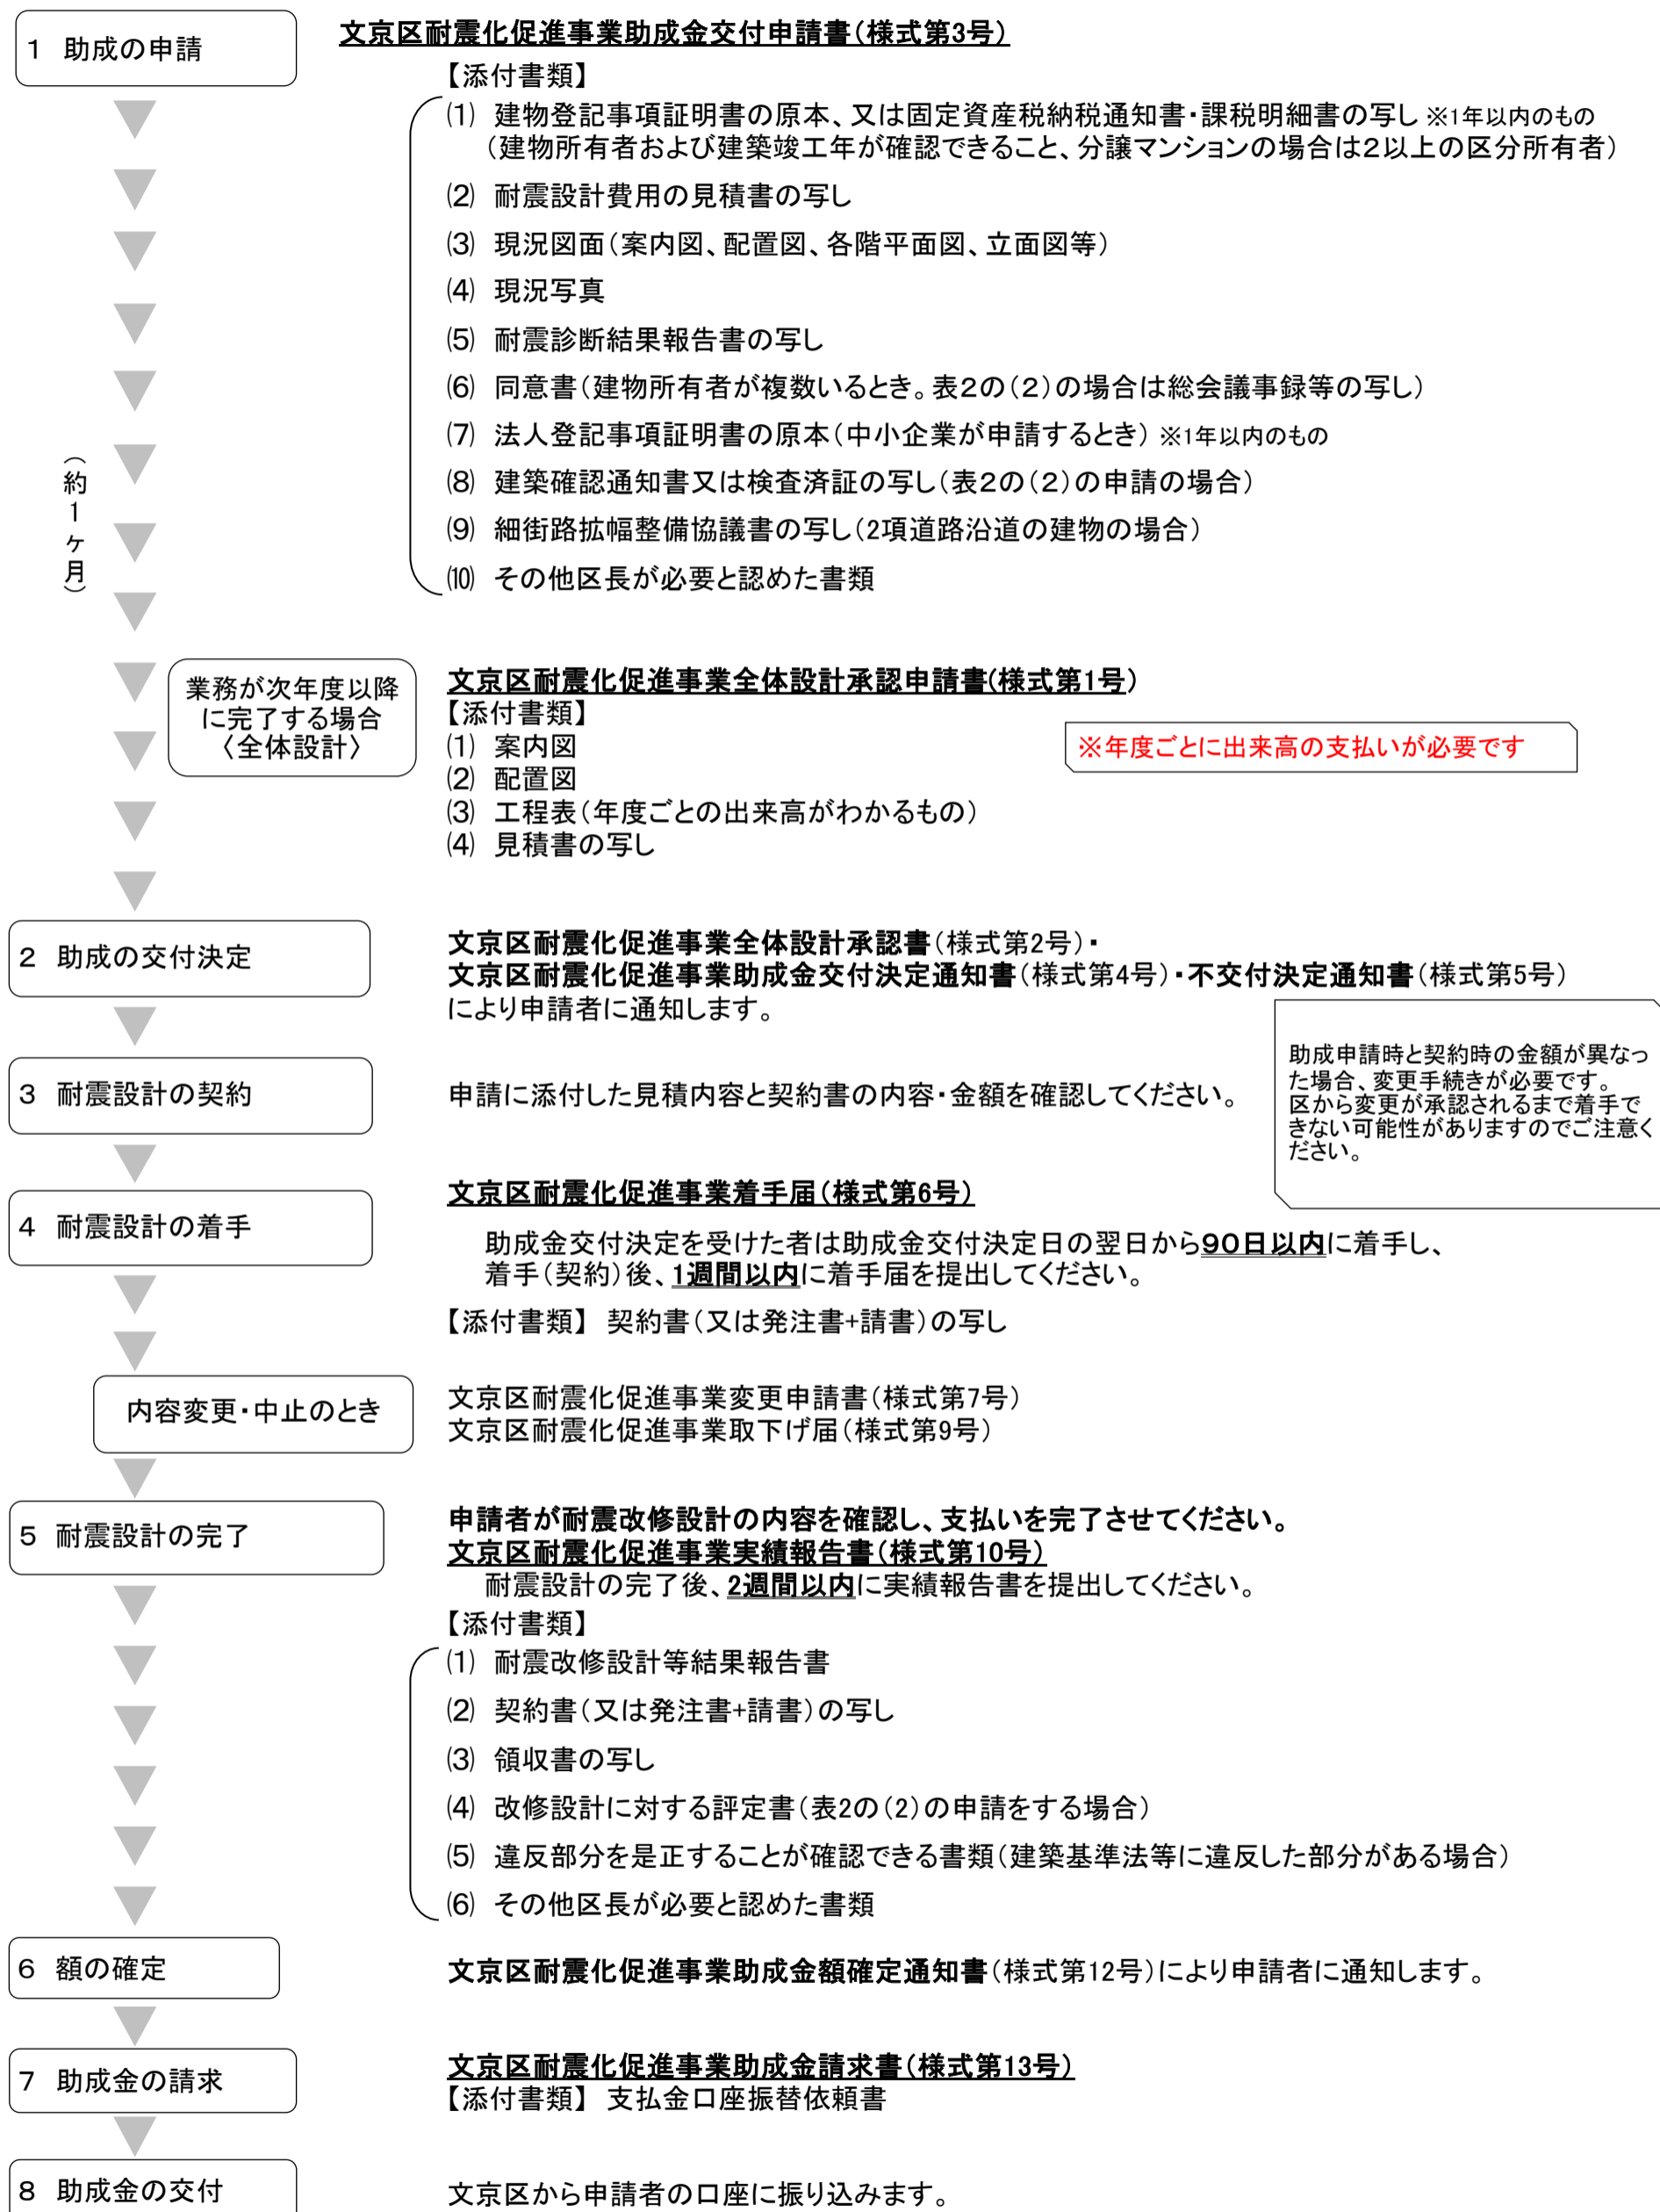 1 助成の申請
文京区耐震化促進事業助成金交付申請書(様式第3号)
【添付書類】
⑴ 建物登記事項証明書の原本、又は固定資産税納税通知書・課税明細書の写し ※1年以内のもの
(建物所有者および建築竣工年が確認できること、分譲マンションの場合は2以上の区分所有者)
⑵ 耐震設計費用の見積書の写し
⑶ 現況図面(案内図、配置図、各階平面図、立面図等)
⑷ 現況写真
⑸ 耐震診断結果報告書の写し
⑹ 同意書(建物所有者が複数いるとき。表2の(2)の場合は総会議事録等の写し)
⑺ 法人登記事項証明書の原本(中小企業が申請するとき) ※1年以内のもの
⑻ 建築確認通知書又は検査済証の写し(表2の(2)の申請の場合)
⑼ 細街路拡幅整備協議書の写し(2項道路沿道の建物の場合)
⑽ その他区長が必要と認めた書類
(約1ヶ月)
業務が次年度以降
に完了する場合
〈全体設計〉
文京区耐震化促進事業全体設計承認申請書(様式第1号)
【添付書類】
⑴ 案内図
⑵ 配置図
⑶ 工程表(年度ごとの出来高がわかるもの)
⑷ 見積書の写し
※年度ごとに出来高の支払いが必要です
2 助成の交付決定
文京区耐震化促進事業全体設計承認書(様式第2号)・
文京区耐震化促進事業助成金交付決定通知書(様式第4号)・不交付決定通知書(様式第5号)
により申請者に通知します。
3 耐震設計の契約
申請に添付した見積内容と契約書の内容・金額を確認してください。
助成申請時と契約時の金額が異なっ
た場合、変更手続きが必要です。
区から変更が承認されるまで着手で
きない可能性がありますのでご注意く
ださい。
4 耐震設計の着手
文京区耐震化促進事業着手届(様式第6号)
助成金交付決定を受けた者は助成金交付決定日の翌日から90日以内に着手し、
着手(契約)後、1週間以内に着手届を提出してください。
【添付書類】 契約書(又は発注書+請書)の写し
内容変更・中止のとき
文京区耐震化促進事業変更申請書(様式第7号)
文京区耐震化促進事業取下げ届(様式第9号)
5 耐震設計の完了
申請者が耐震改修設計の内容を確認し、支払いを完了させてください。
文京区耐震化促進事業実績報告書(様式第10号)
耐震設計の完了後、2週間以内に実績報告書を提出してください。
【添付書類】
⑴ 耐震改修設計等結果報告書
⑵ 契約書(又は発注書+請書)の写し
⑶ 領収書の写し
⑷ 改修設計に対する評定書(表2の(2)の申請をする場合)
⑸ 違反部分を是正することが確認できる書類(建築基準法等に違反した部分がある場合)
⑹ その他区長が必要と認めた書類
6 額の確定
文京区耐震化促進事業助成金額確定通知書(様式第12号)により申請者に通知します。
7 助成金の請求
文京区耐震化促進事業助成金請求書(様式第13号)
【添付書類】 支払金口座振替依頼書
8 助成金の交付
文京区から申請者の口座に振り込みます。